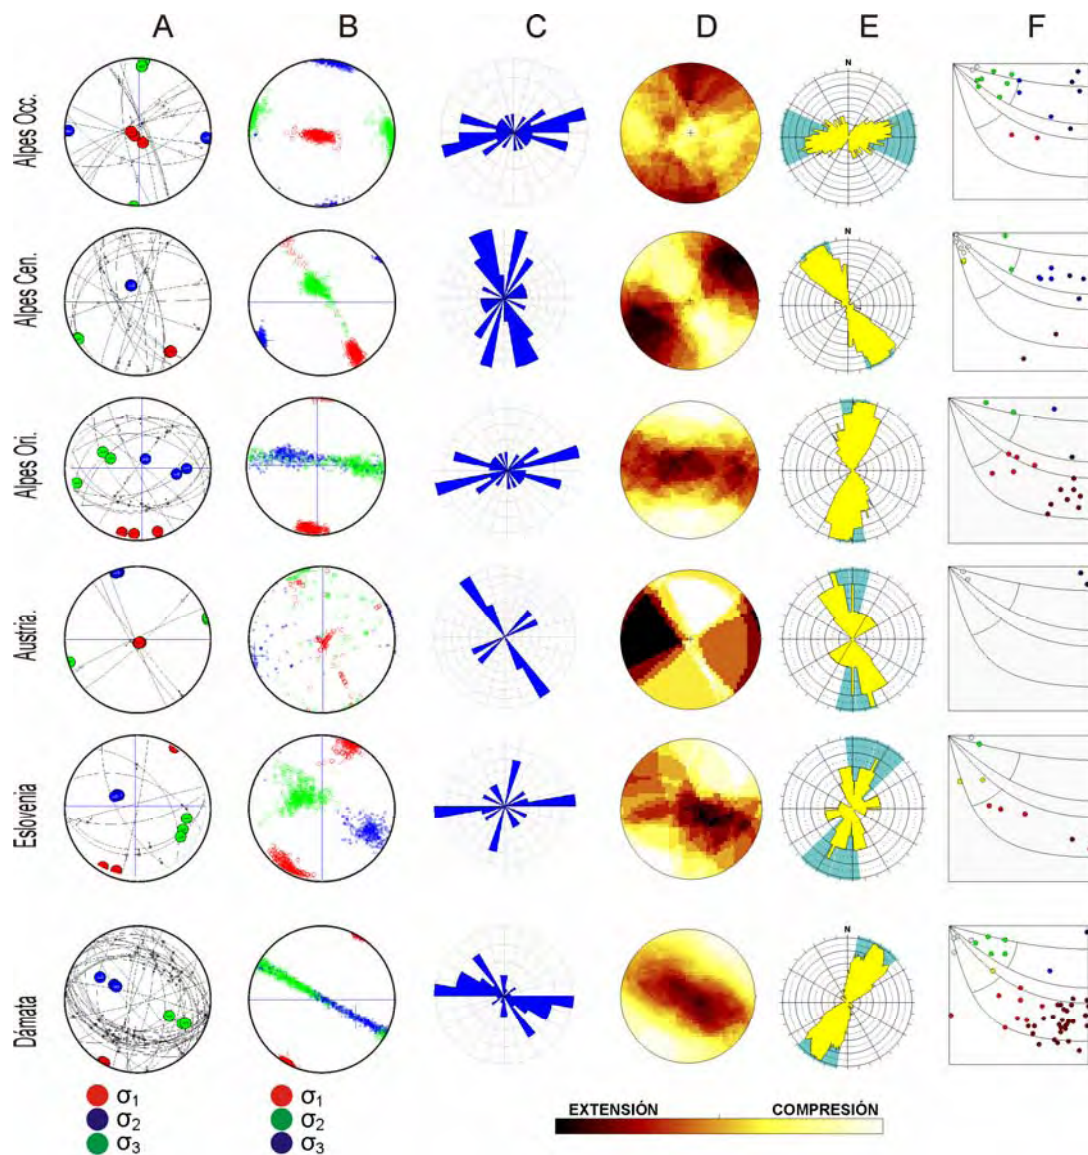 A B C D E F
Alpes Occ.
N
Alpes Cen.
N
Alpes Ori.
Austria.
Eslovenia
Dámata
N
σ1 σ1
σ2 σ2
σ3 σ3
EXTENSIÓN COMPRESIÓN